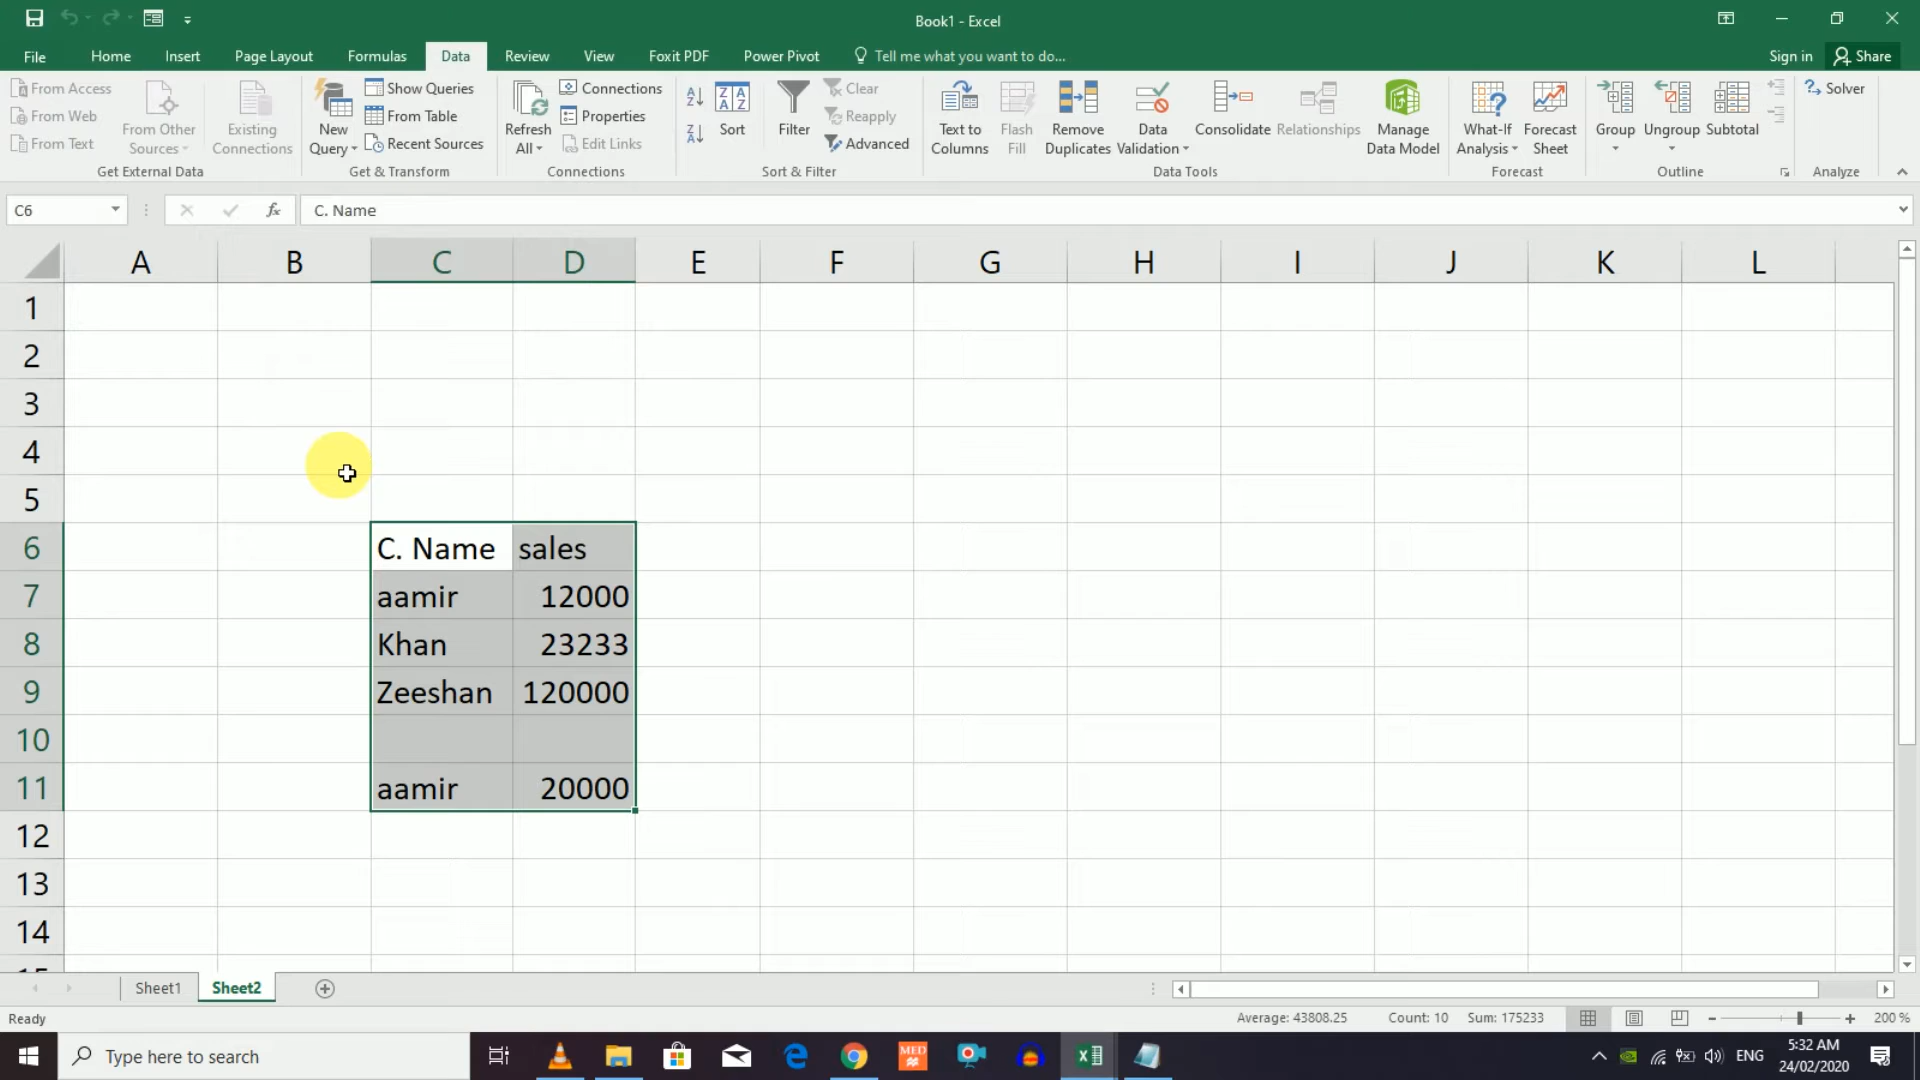 Book1 - Excel
File Home Insert Page Layout Formulas Data Review View Foxit PDF Power Pivot Tell me what you want to do... Sign in Share
From Access
From Web
From Text
From Other Sources
Existing Connections
Get External Data
New Query
Show Queries
From Table
Recent Sources
Get & Transform
Refresh All
Connections
Properties
Edit Links
Connections
Sort
Filter
Clear
Reapply
Advanced
Sort & Filter
Text to Columns
Flash Fill
Remove Duplicates
Data Validation
Consolidate
Relationships
Manage Data Model
Data Tools
What-If Analysis
Forecast Sheet
Forecast
Group
Ungroup
Subtotal
Outline
Solver
Analyze
C6 fx C. Name
A B C D E F G H I J K L
1
2
3
4
5
6 C. Name sales
7 aamir 12000
8 Khan 23233
9 Zeeshan 120000
10
11 aamir 20000
12
13
14
Sheet1 Sheet2
Ready Average: 43808.25 Count: 10 Sum: 175233 200 %
Type here to search MED ENG 5:32 AM
24/02/2020